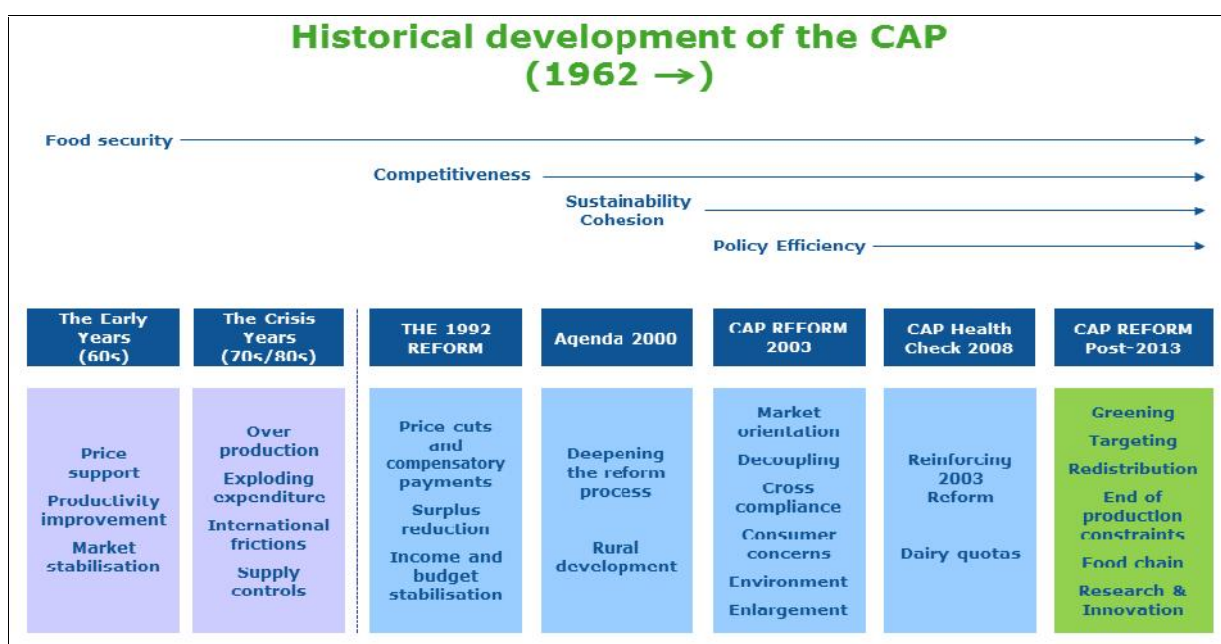 Historical development of the CAP
(1962 →)
Food security
Competitiveness
Sustainability
Cohesion
Policy Efficiency
The Early
Years
(60s)
The Crisis
Years
(70s/80s)
THE 1992
REFORM
Agenda 2000
CAP REFORM
2003
CAP Health
Check 2008
CAP REFORM
Post-2013
Price
support
Productivity
improvement
Market
stabilisation
Over
production
Exploding
expenditure
International
frictions
Supply
controls
Price cuts
and
compensatory
payments
Surplus
reduction
Income and
budget
stabilisation
Deepening
the reform
process
Rural
development
Market
orientation
Decoupling
Cross
compliance
Consumer
concerns
Environment
Enlargement
Reinforcing
2003
Reform
Dairy quotas
Greening
Targeting
Redistribution
End of
production
constraints
Food chain
Research &
Innovation